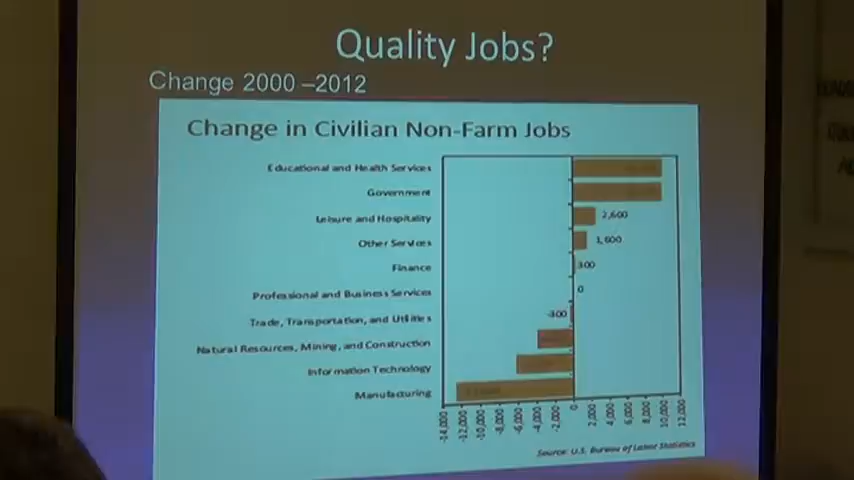 Quality Jobs?
Change 2000 –2012
Change in Civilian Non-Farm Jobs
Educational and Health Services
Government
Leisure and Hospitality
2,600
Other Services
1,600
Finance
300
Professional and Business Services
0
Trade, Transportation, and Utilities
-300
Natural Resources, Mining, and Construction
Information Technology
Manufacturing
-14,000 -12,000 -10,000 -8,000 -6,000 -4,000 -2,000 0 2,000 4,000 6,000 8,000 10,000 12,000
Source: U.S. Bureau of Labor Statistics